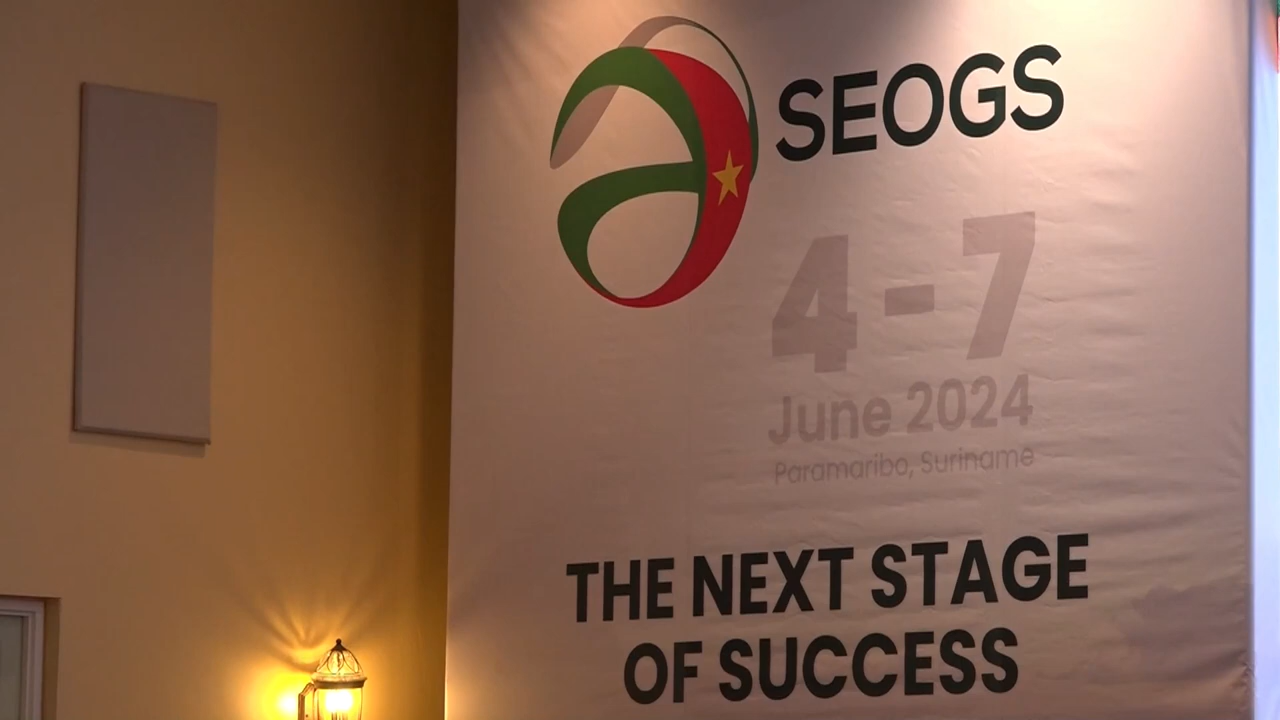 SEOGS
4 - 7
June 2024
Paramaribo, Suriname
THE NEXT STAGE
OF SUCCESS